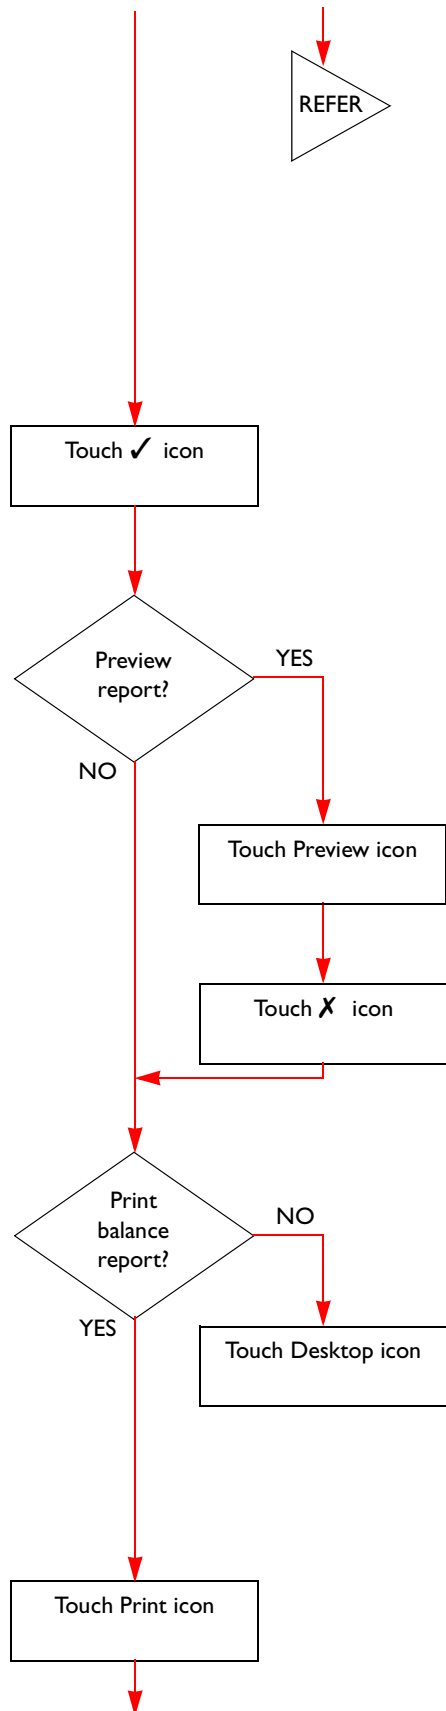 REFER
Touch ✓ icon
Preview
report?
YES
NO
Touch Preview icon
Touch ✗ icon
Print
balance
report?
NO
YES
Touch Desktop icon
Touch Print icon